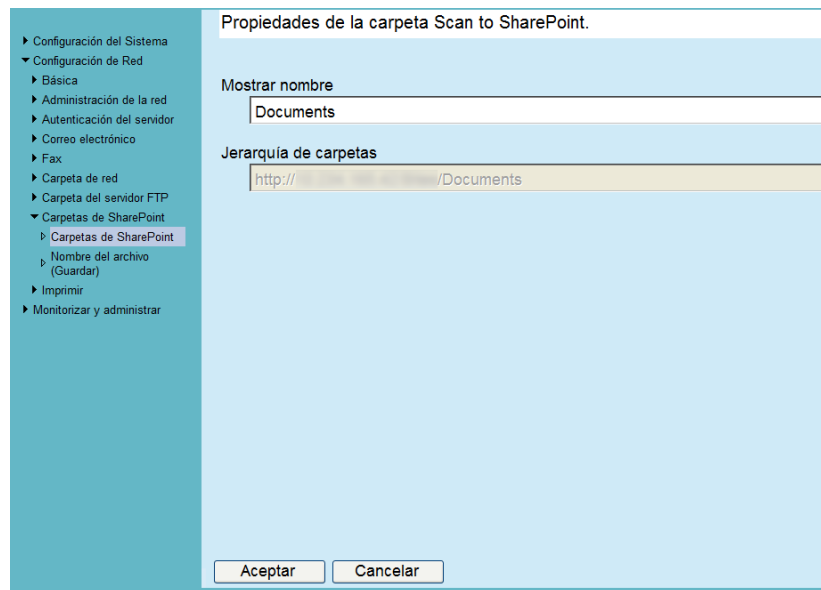 Propiedades de la carpeta Scan to SharePoint.
Configuración del Sistema
Configuración de Red
Básica
Administración de la red
Autenticación del servidor
Correo electrónico
Fax
Carpeta de red
Carpeta del servidor FTP
Carpetas de SharePoint
Carpetas de SharePoint
Nombre del archivo
(Guardar)
Imprimir
Monitorizar y administrar
Mostrar nombre
Documents
Jerarquía de carpetas
http:// /Documents
Aceptar Cancelar